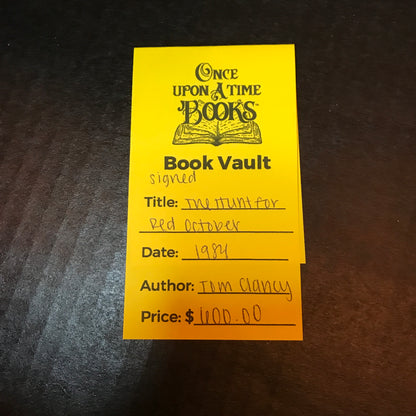 Once
upon A time
Books™
Book Vault
signed
Title: The Hunt for
Red October
Date: 1984
Author: Tom Clancy
Price: $ 600.00